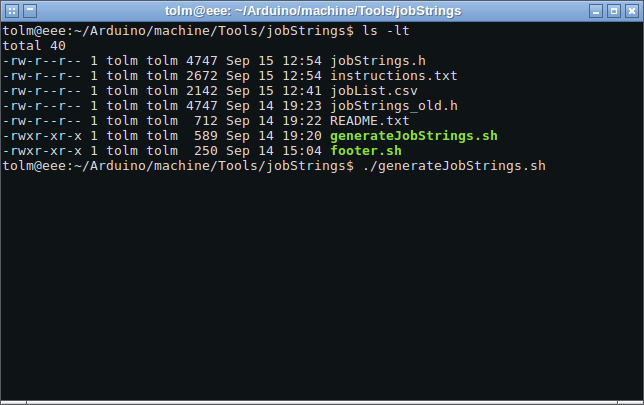 tolm@eee: ~/Arduino/machine/Tools/jobStrings
tolm@eee:~/Arduino/machine/Tools/jobStrings$ ls -lt
total 40
-rw-r--r-- 1 tolm tolm 4747 Sep 15 12:54 jobStrings.h
-rw-r--r-- 1 tolm tolm 2672 Sep 15 12:54 instructions.txt
-rw-r--r-- 1 tolm tolm 2142 Sep 15 12:41 jobList.csv
-rw-r--r-- 1 tolm tolm 4747 Sep 14 19:23 jobStrings_old.h
-rw-r--r-- 1 tolm tolm  712 Sep 14 19:22 README.txt
-rwxr-xr-x 1 tolm tolm  589 Sep 14 19:20 generateJobStrings.sh
-rwxr-xr-x 1 tolm tolm  250 Sep 14 15:04 footer.sh
tolm@eee:~/Arduino/machine/Tools/jobStrings$ ./generateJobStrings.sh